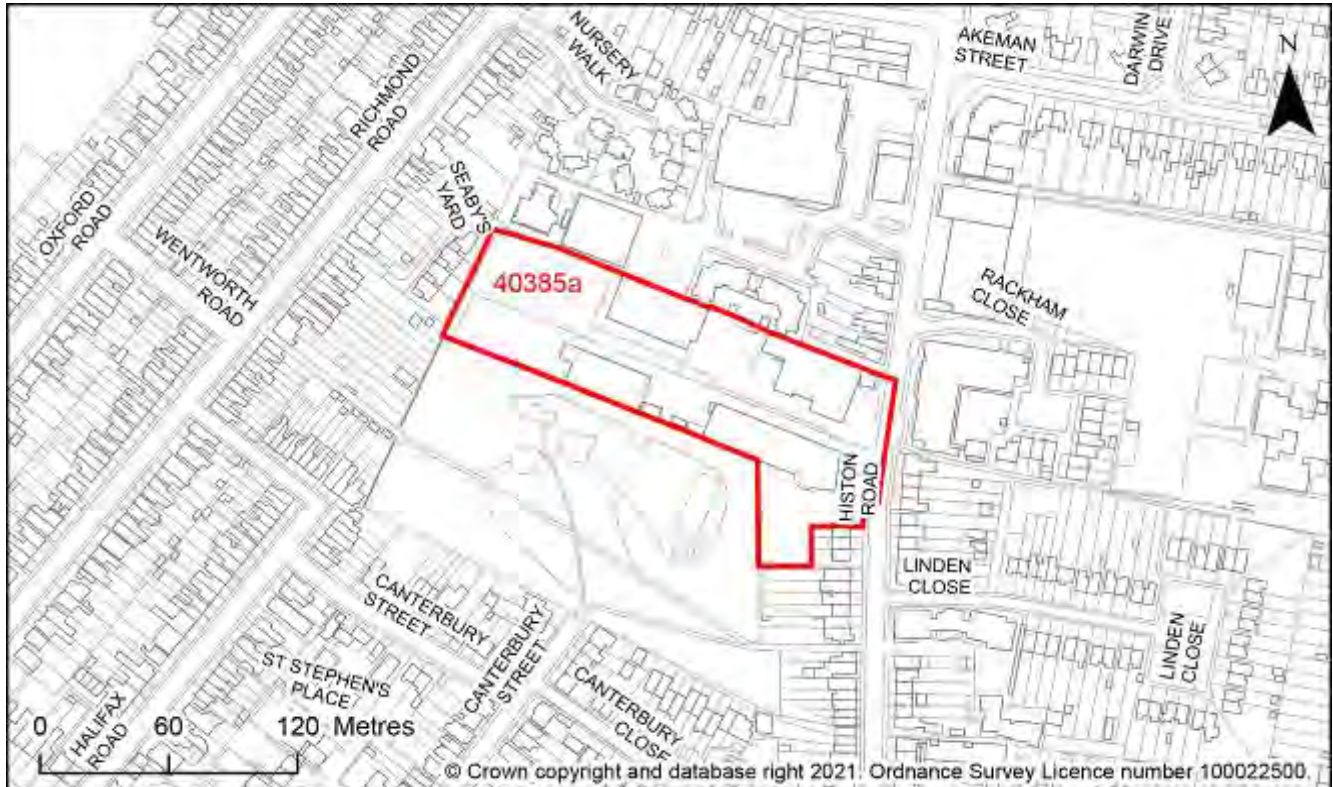 NURSERY
WALK
AKEMAN
STREET
DARWIN
DRIVE
N
RICHMOND
ROAD
OXFORD
ROAD
SEABY'S
YARD
WENTWORTH
ROAD
40385a
RACKHAM
CLOSE
HISTON
ROAD
LINDEN
CLOSE
LINDEN
CLOSE
CANTERBURY
STREET
CANTERBURY
STREET
ST STEPHEN'S
PLACE
CANTERBURY
CLOSE
HALIFAX
ROAD
0 60 120 Metres
© Crown copyright and database right 2021. Ordnance Survey Licence number 100022500.